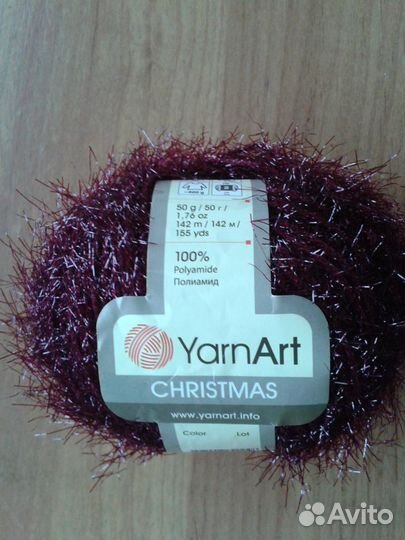 50 g / 50 г /
1,76 oz
142 m / 142 м /
155 yds
100%
Polyamide
Полиамид
YarnArt
CHRISTMAS
www.yarnart.info
Color Lot
Avito